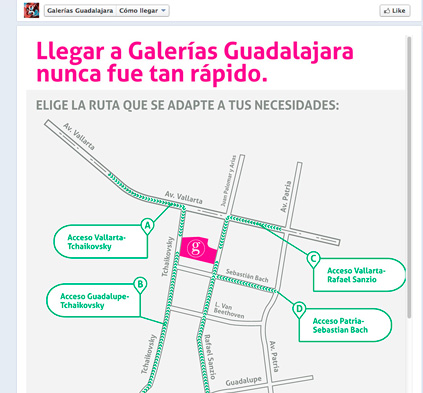 Galerías Guadalajara
Cómo llegar
Like
Llegar a Galerías Guadalajara
nunca fue tan rápido.
ELIGE LA RUTA QUE SE ADAPTE A TUS NECESIDADES:
Av. Vallarta
Juan Palomar y Arias
Av. Vallarta
Av. Patria
A
Acceso Vallarta-
Tchaikovsky
g
Tchaikovsky
C
Acceso Vallarta-
Rafael Sanzio
Sebastián Bach
B
Acceso Guadalupe-
Tchaikovsky
L. Van
Beethoven
D
Acceso Patria-
Sebastian Bach
Tchaikovsky
Rafael Sanzio
Av. Patria
Guadalupe